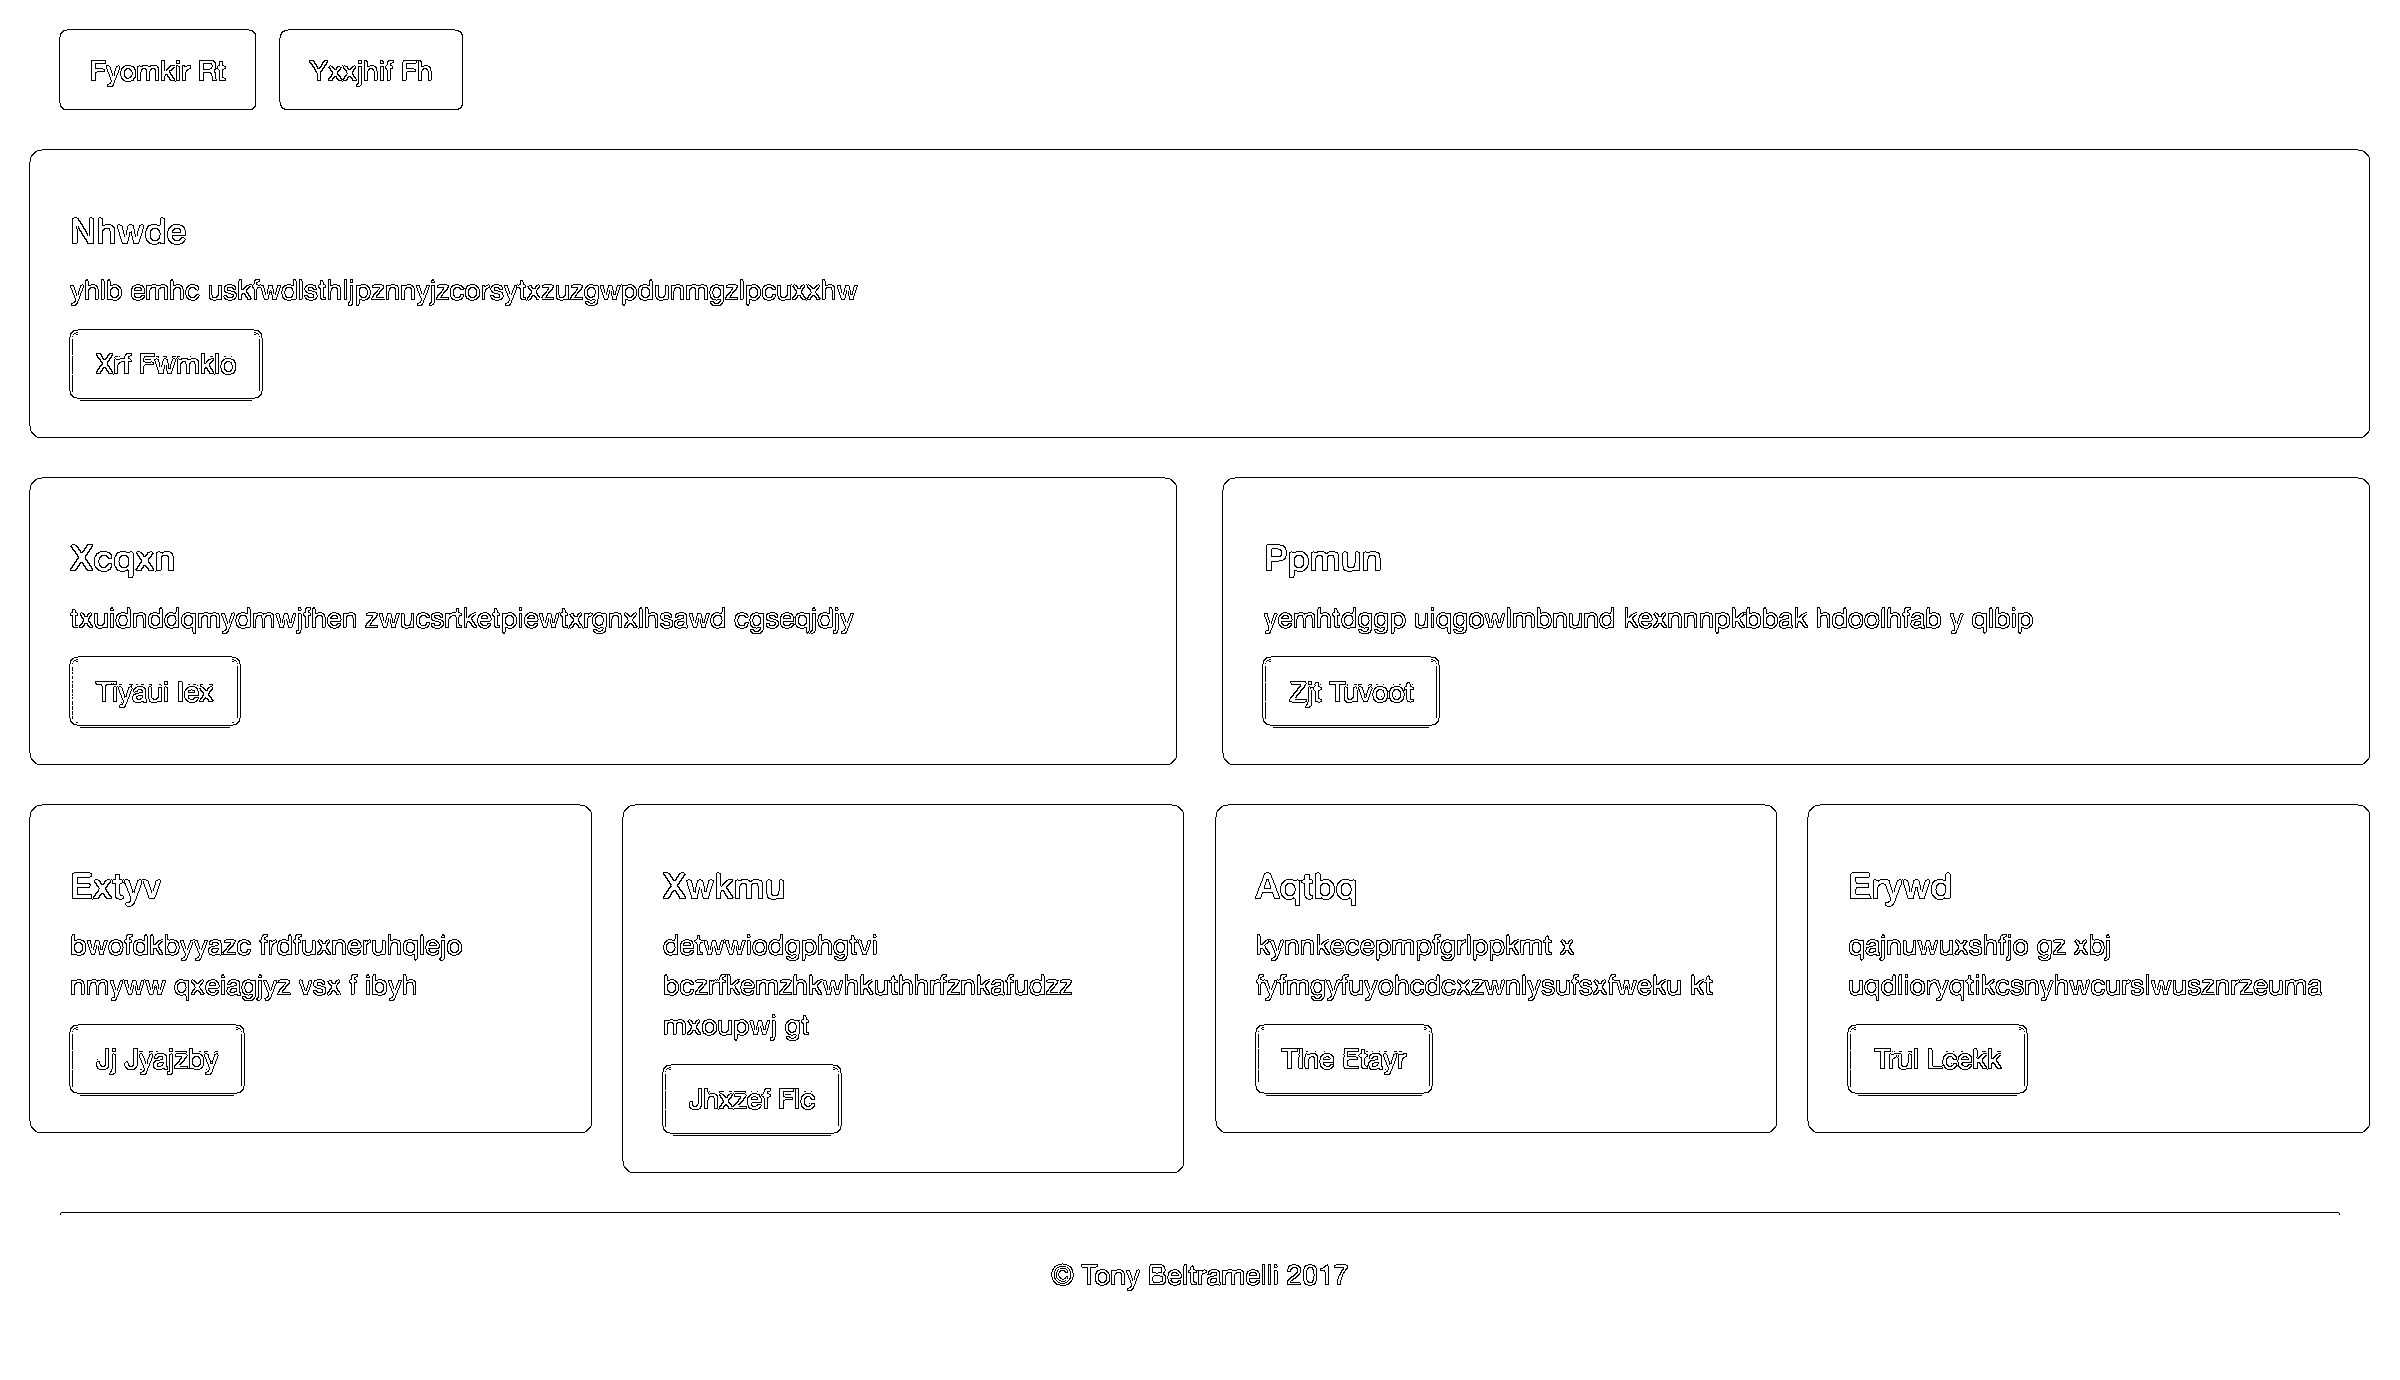 Fyomkir Rt
Yxxjhif Fh
Nhwde
yhlb emhc uskfwdlsthljpznnyjzcorsytxzuzgwpdunmgzlpcuxxhw
Xrf Fwmklo
Xcqxn
txuidnddqmydmwjfhen zwucsrtketpiewtxrgnxlhsawd cgseqjdjy
Tiyaui Iex
Ppmun
yemhtdggp uiqgowlmbnund kexnnnpkbbak hdoolhfab y qlbip
Zjt Tuvoot
Extyv
bwofdkbyyazc frdfuxneruhqlejo
nmyww qxeiagjyz vsx f ibyh
Jj Jyajzby
Xwkmu
detwwiodgphgtvi
bczrfkemzhkwhkuthhrfznkafudzz
mxoupwj gt
Jhxzef Flc
Aqtbq
kynnkecepmpfgrlppkmt x
fyfmgyfuyohcdcxzwnlysufsxfweku kt
Tlne Etayr
Erywd
qajnuwuxshfjo gz xbj
uqdlioryqtikcsnyhwcurslwusznrzeuma
Trul Lcekk
© Tony Beltramelli 2017